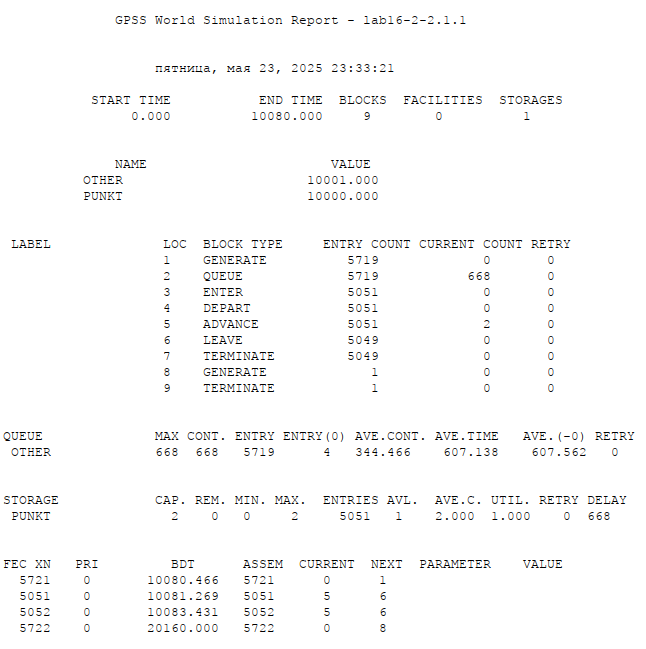 GPSS World Simulation Report - lab16-2-2.1.1
пятница, мая 23, 2025 23:33:21
START TIME END TIME BLOCKS FACILITIES STORAGES
0.000 10080.000 9 0 1
NAME VALUE
OTHER 10001.000
PUNKT 10000.000
LABEL LOC BLOCK TYPE ENTRY COUNT CURRENT COUNT RETRY
1 GENERATE 5719 0 0
2 QUEUE 5719 668 0
3 ENTER 5051 0 0
4 DEPART 5051 0 0
5 ADVANCE 5051 2 0
6 LEAVE 5049 0 0
7 TERMINATE 5049 0 0
8 GENERATE 1 0 0
9 TERMINATE 1 0 0
QUEUE MAX CONT. ENTRY ENTRY(0) AVE.CONT. AVE.TIME AVE.(-0) RETRY
OTHER 668 668 5719 4 344.466 607.138 607.562 0
STORAGE CAP. REM. MIN. MAX. ENTRIES AVL. AVE.C. UTIL. RETRY DELAY
PUNKT 2 0 0 2 5051 1 2.000 1.000 0 668
FEC XN PRI BDT ASSEM CURRENT NEXT PARAMETER VALUE
5721 0 10080.466 5721 0 1
5051 0 10081.269 5051 5 6
5052 0 10083.431 5052 5 6
5722 0 20160.000 5722 0 8